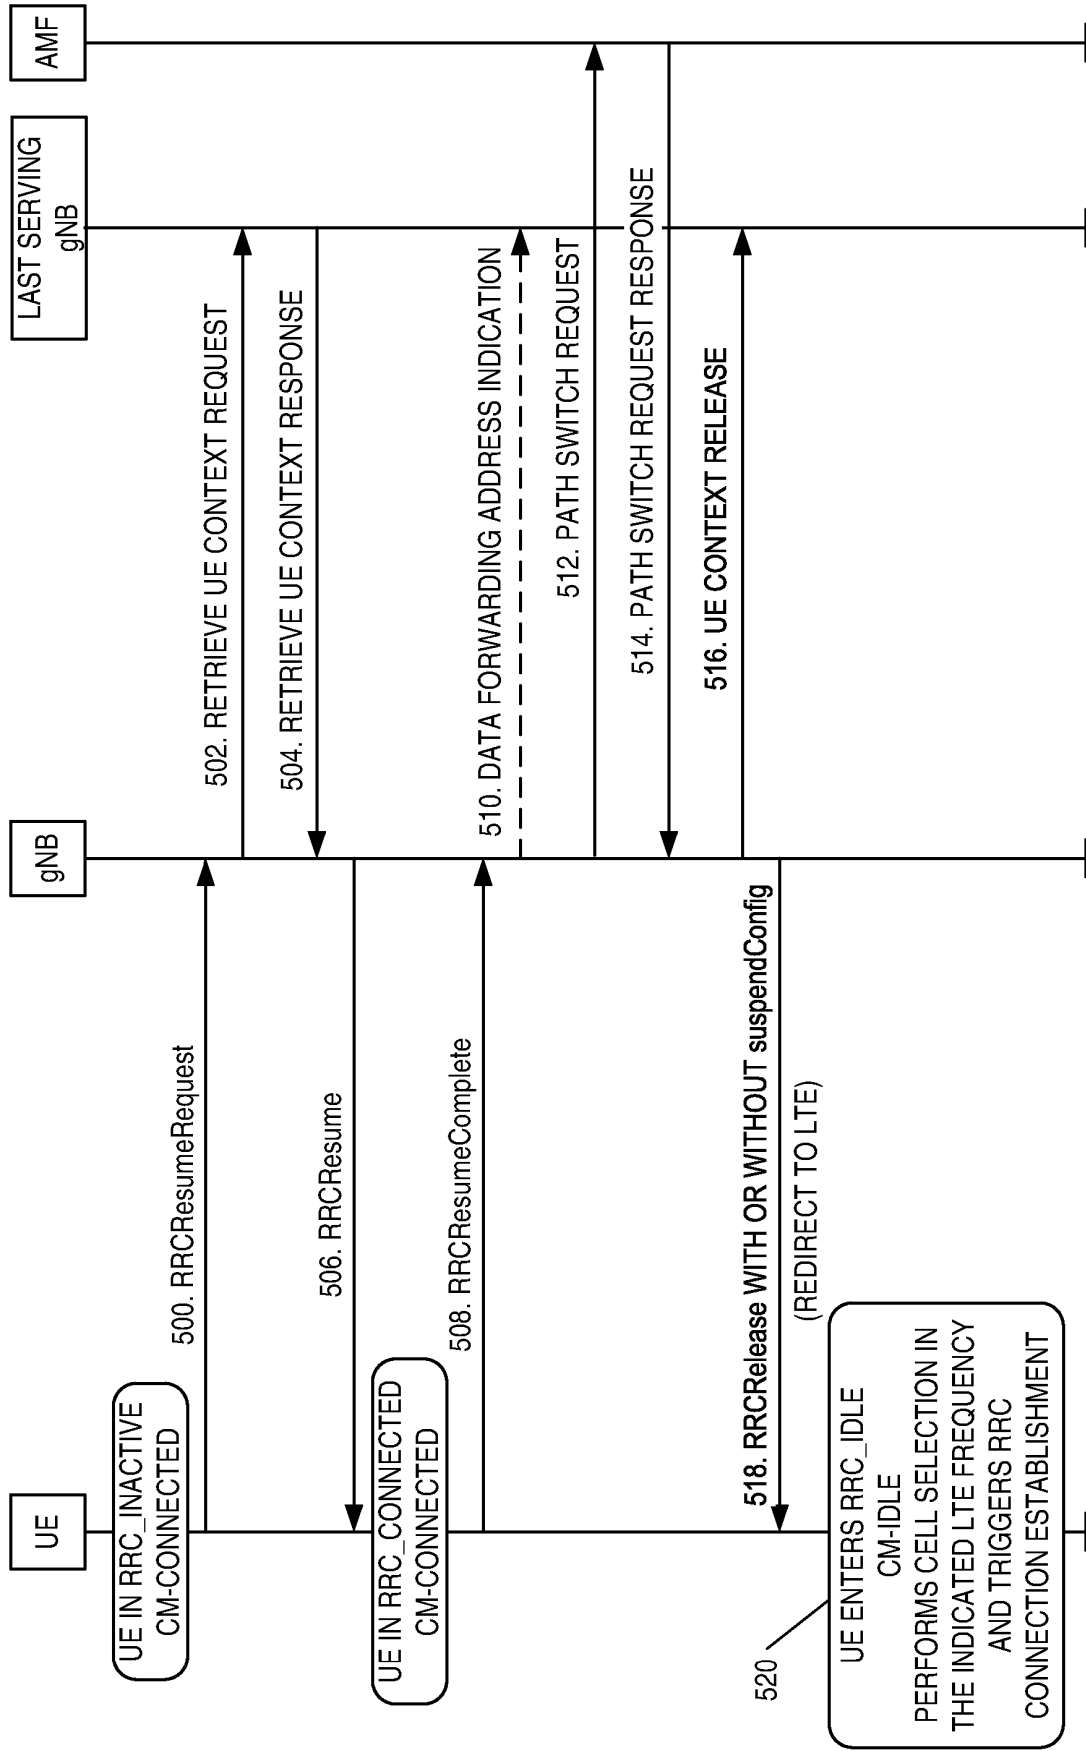 UE
gNB
LAST SERVING
gNB
AMF
UE IN RRC_INACTIVE
CM-CONNECTED
500. RRCResumeRequest
502. RETRIEVE UE CONTEXT REQUEST
504. RETRIEVE UE CONTEXT RESPONSE
506. RRCResume
UE IN RRC_CONNECTED
CM-CONNECTED
508. RRCResumeComplete
510. DATA FORWARDING ADDRESS INDICATION
512. PATH SWITCH REQUEST
514. PATH SWITCH REQUEST RESPONSE
516. UE CONTEXT RELEASE
518. RRCRelease WITH OR WITHOUT suspendConfig
(REDIRECT TO LTE)
520
UE ENTERS RRC_IDLE
CM-IDLE
PERFORMS CELL SELECTION IN
THE INDICATED LTE FREQUENCY
AND TRIGGERS RRC
CONNECTION ESTABLISHMENT